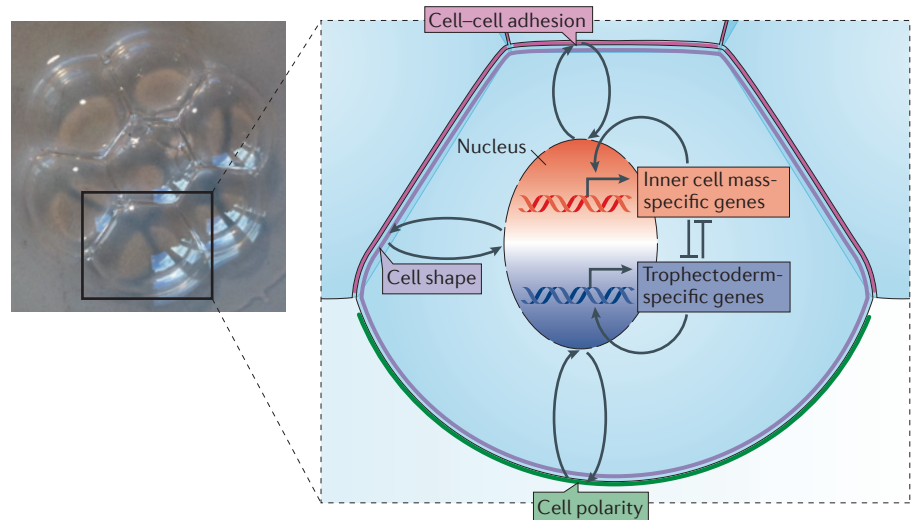 Cell–cell adhesion
Nucleus
Inner cell mass-
specific genes
Cell shape
Trophectoderm-
specific genes
Cell polarity